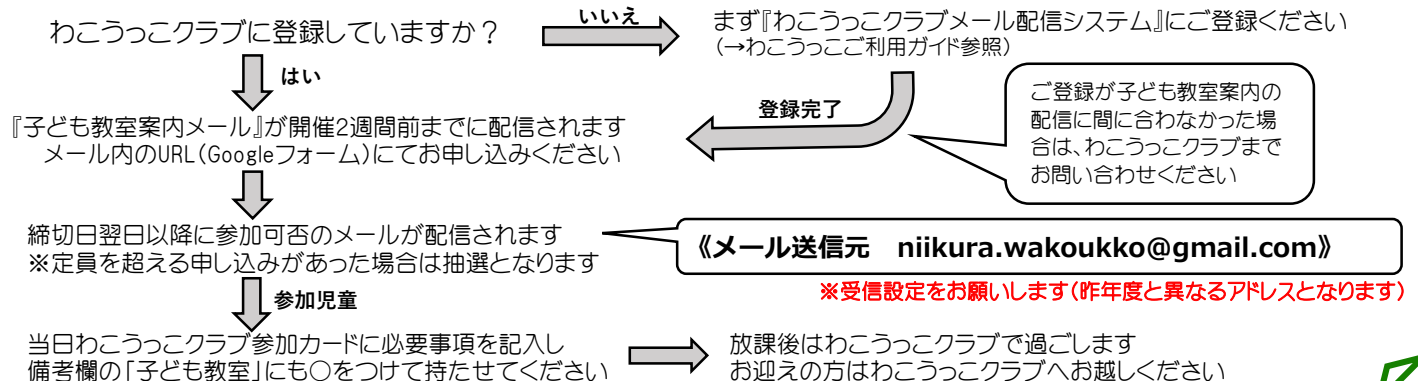 わこうっこクラブに登録していますか？
いいえ
まず『わこうっこクラブメール配信システム』にご登録ください
（→わこうっこご利用ガイド参照）
はい
登録完了
ご登録が子ども教室案内の
配信に間に合わなかった場
合は、わこうっこクラブまで
お問い合わせください
『子ども教室案内メール』が開催2週間前までに配信されます
メール内のURL（Googleフォーム）にてお申し込みください
締切日翌日以降に参加可否のメールが配信されます
※定員を超える申し込みがあった場合は抽選となります
《メール送信元　niikura.wakoukko@gmail.com》
※受信設定をお願いします（昨年度と異なるアドレスとなります）
参加児童
当日わこうっこクラブ参加カードに必要事項を記入し
備考欄の「子ども教室」にも○をつけて持たせてください
放課後はわこうっこクラブで過ごします
お迎えの方はわこうっこクラブへお越しください